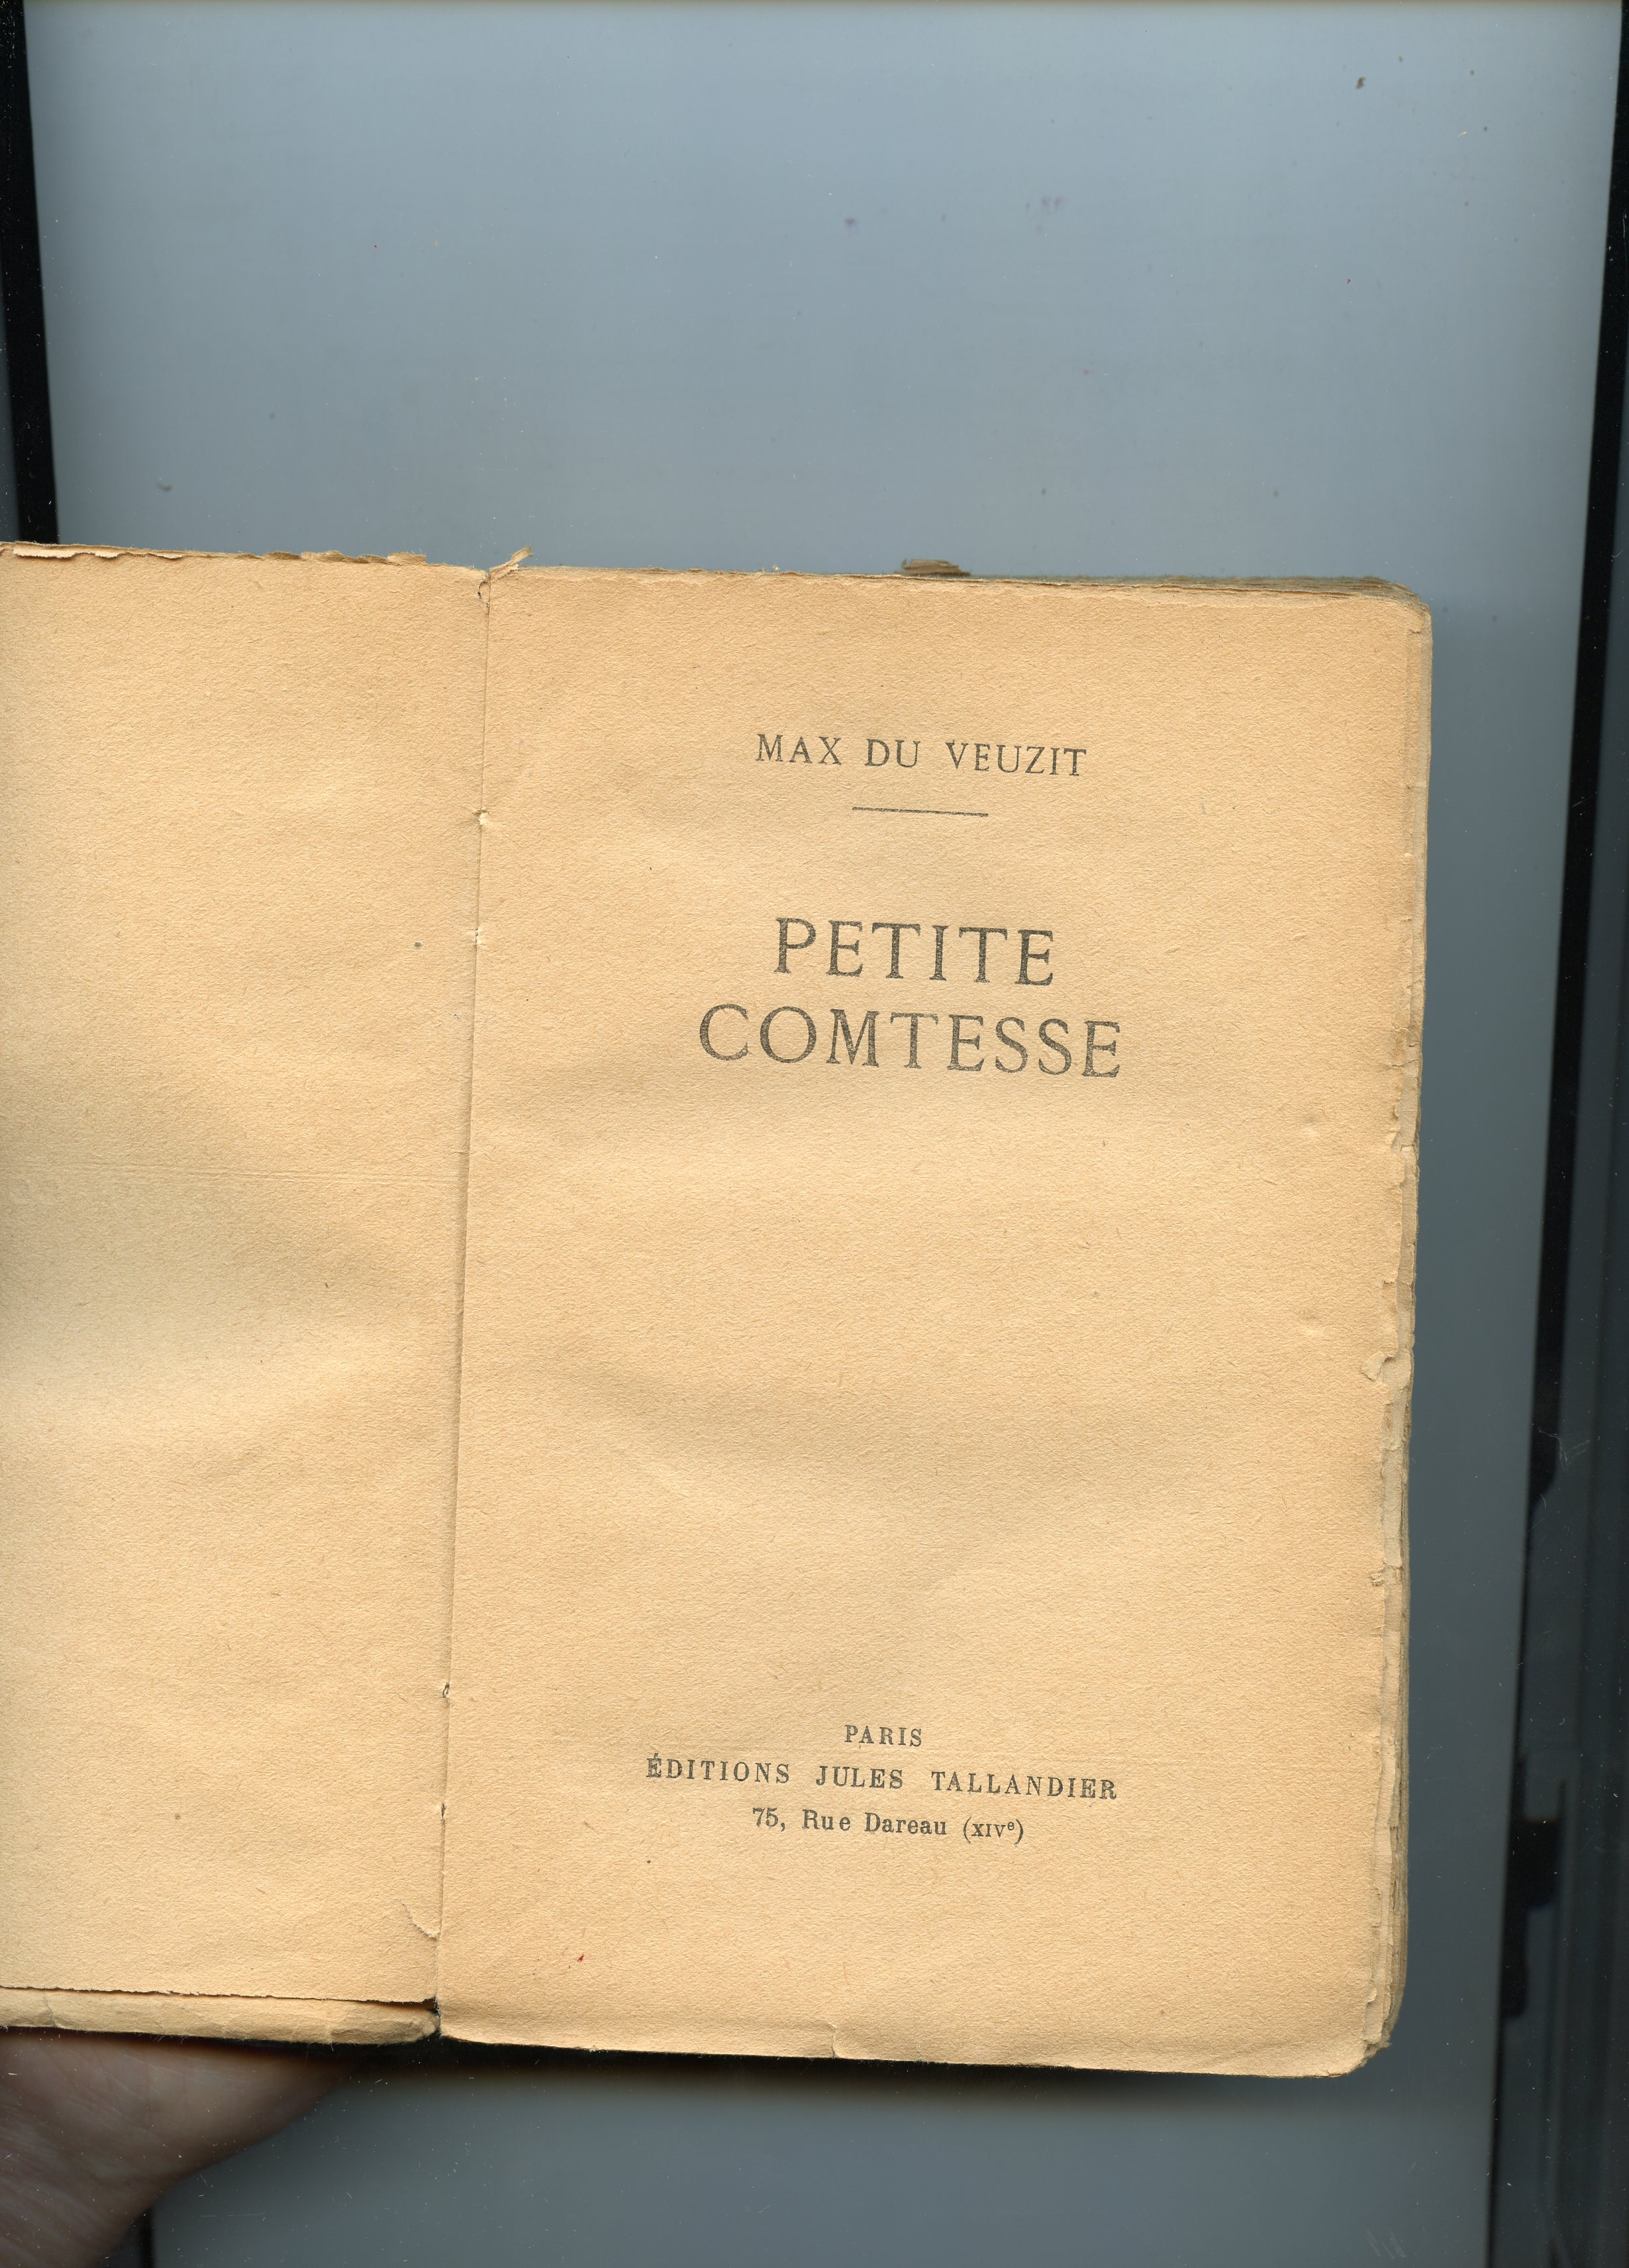 MAX DU VEUZIT
PETITE
COMTESSE
PARIS
ÉDITIONS JULES TALLANDIER
75, Rue Dareau (XIVe)